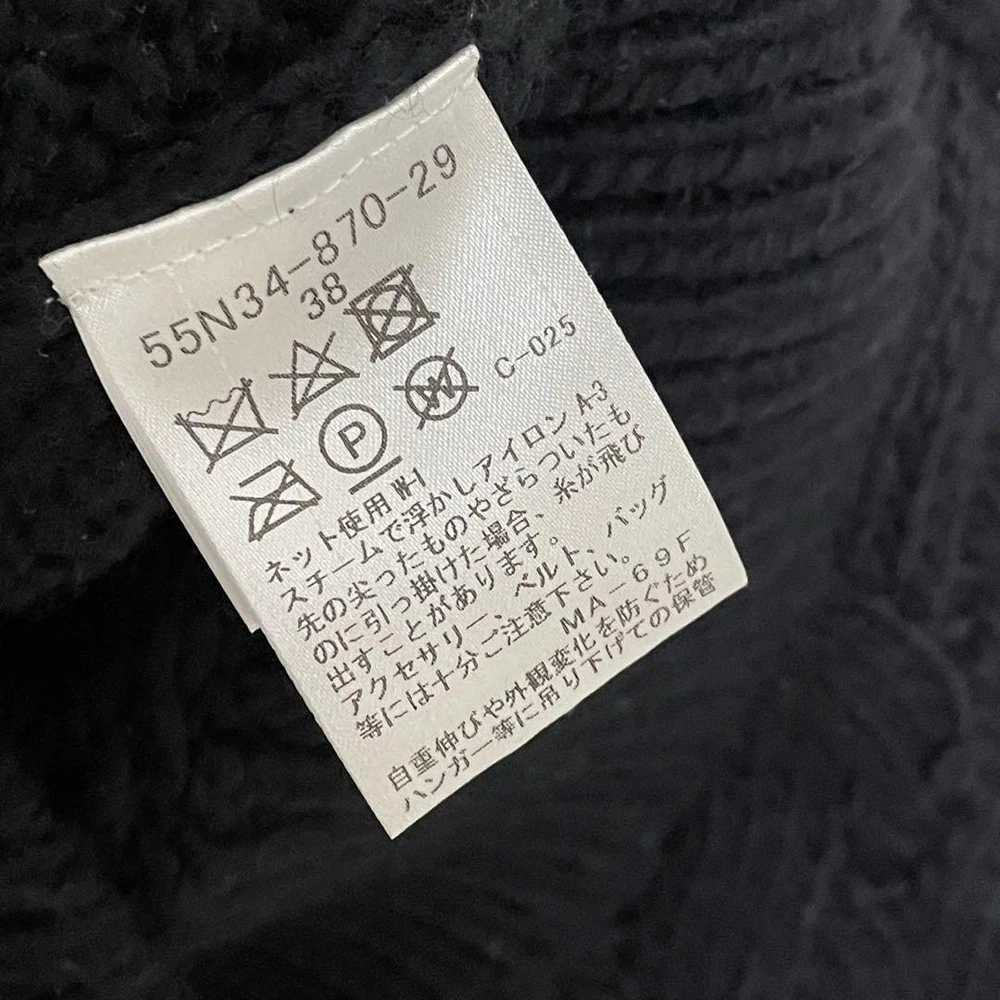 55N34-870-29
38
P
W
C-025
ネット使用 W-1
スチームで浮かしアイロン A-3
先の尖ったものやざらついたも
のに引っ掛けた場合、糸が飛び
出すことがあります。
アクセサリー、ベルト、バッグ
等には十分ご注意下さい。
MA-69F
自重伸びや外観変化を防ぐため
ハンガー等に吊り下げての保管